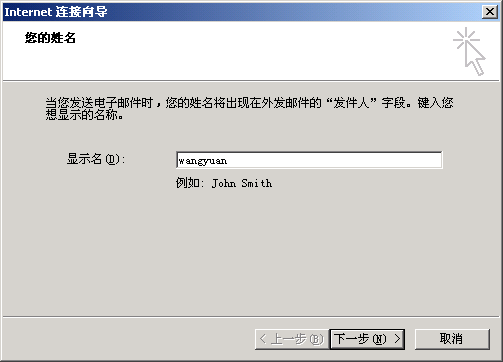 Internet 连接向导
您的姓名
当您发送电子邮件时，您的姓名将出现在外发邮件的“发件人”字段。键入您
想显示的名称。
显示名(D): wangyuan
例如: John Smith
< 上一步(B) 下一步(N) > 取消